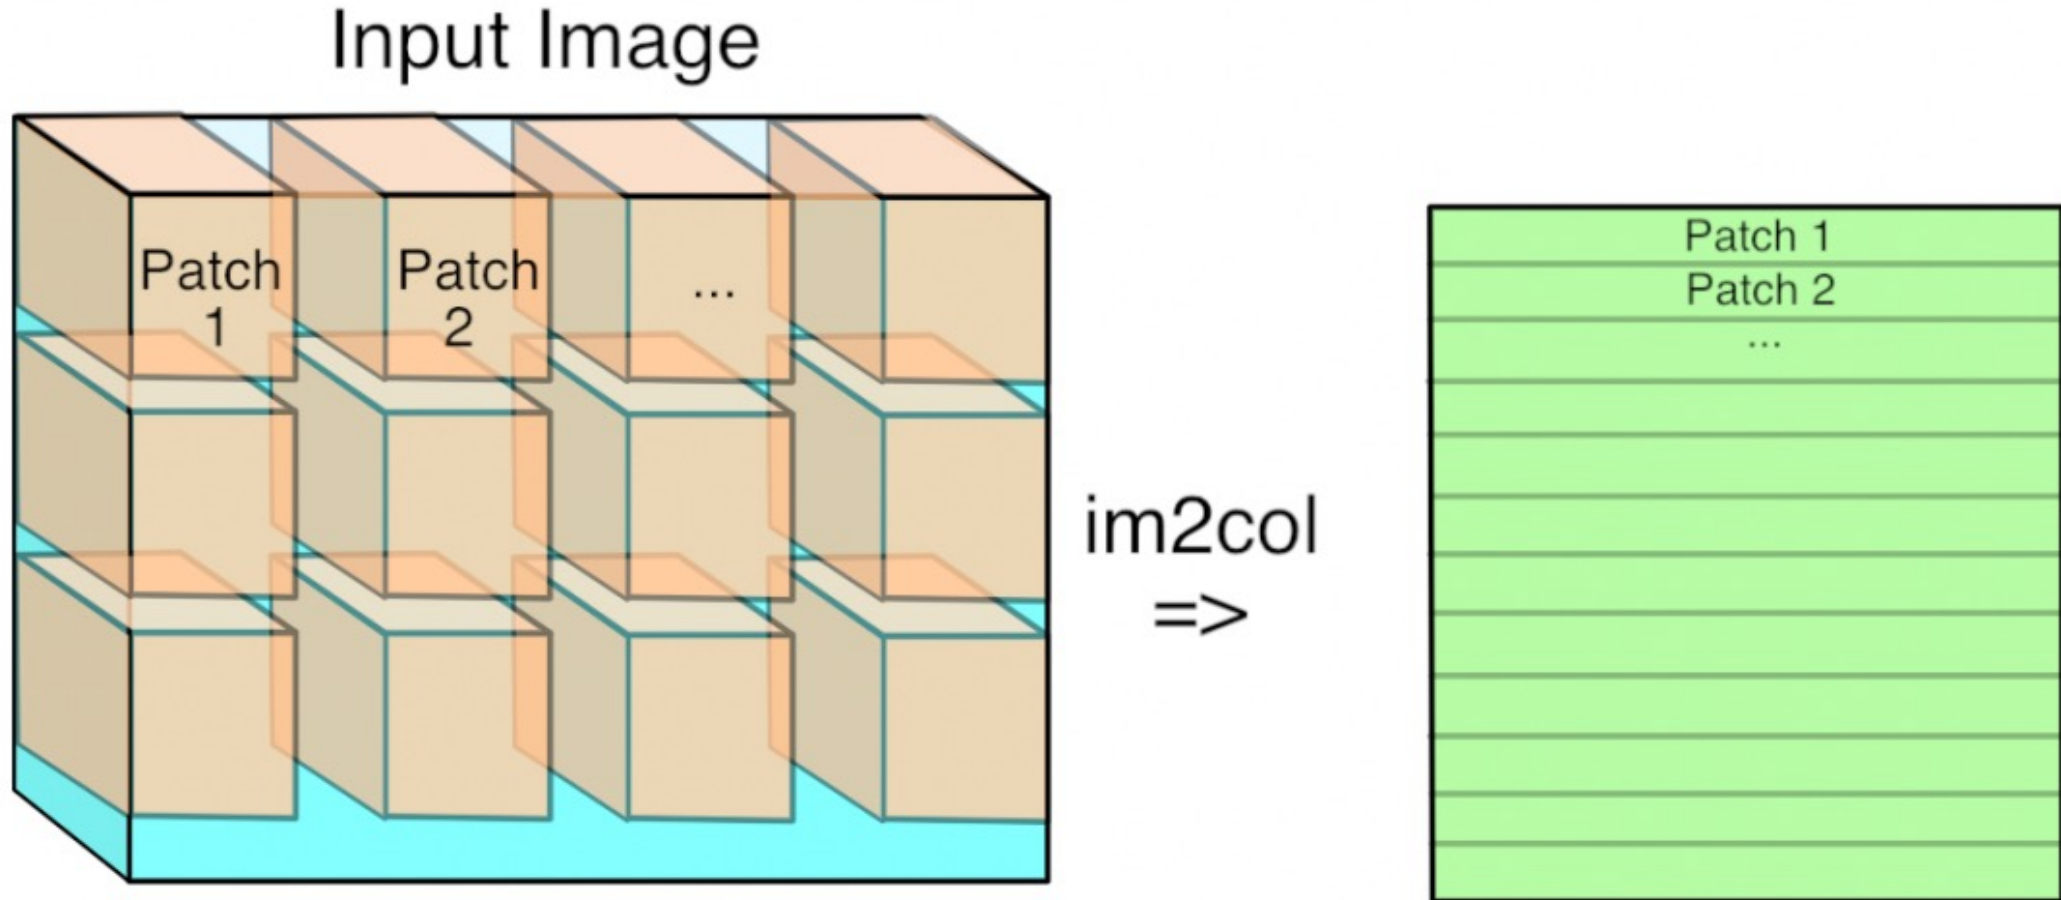 Input Image
Patch
1
Patch
2
...
im2col
=>
Patch 1
Patch 2
...